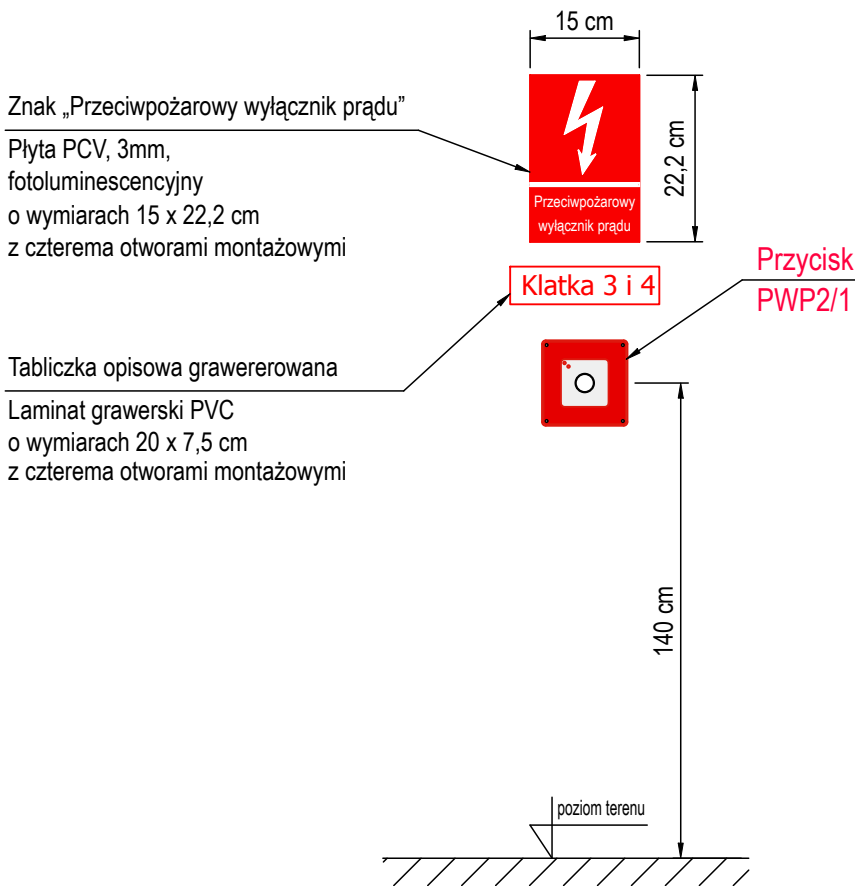 15 cm
Znak „Przeciwpożarowy wyłącznik prądu”
Płyta PCV, 3mm,
fotoluminescencyjny
o wymiarach 15 x 22,2 cm
z czterema otworami montażowymi
22,2 cm
Przeciwpożarowy
wyłącznik prądu
Klatka 3 i 4
Przycisk
PWP2/1
Tabliczka opisowa grawererowana
Laminat grawerski PVC
o wymiarach 20 x 7,5 cm
z czterema otworami montażowymi
140 cm
poziom terenu